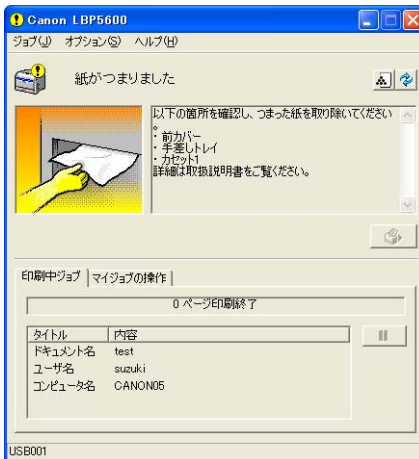 Canon LBP5600
ジョブ(J) オプション(S) ヘルプ(H)
紙がつまりました
以下の箇所を確認し、つまった紙を取り除いてください
。
・前カバー
・手差しトレイ
・カセット1
詳細は取扱説明書をご覧ください。
印刷中ジョブ マイジョブの操作
0 ページ印刷終了
タイトル 内容
ドキュメント名 test
ユーザ名 suzuki
コンピュータ名 CANON05
USB001